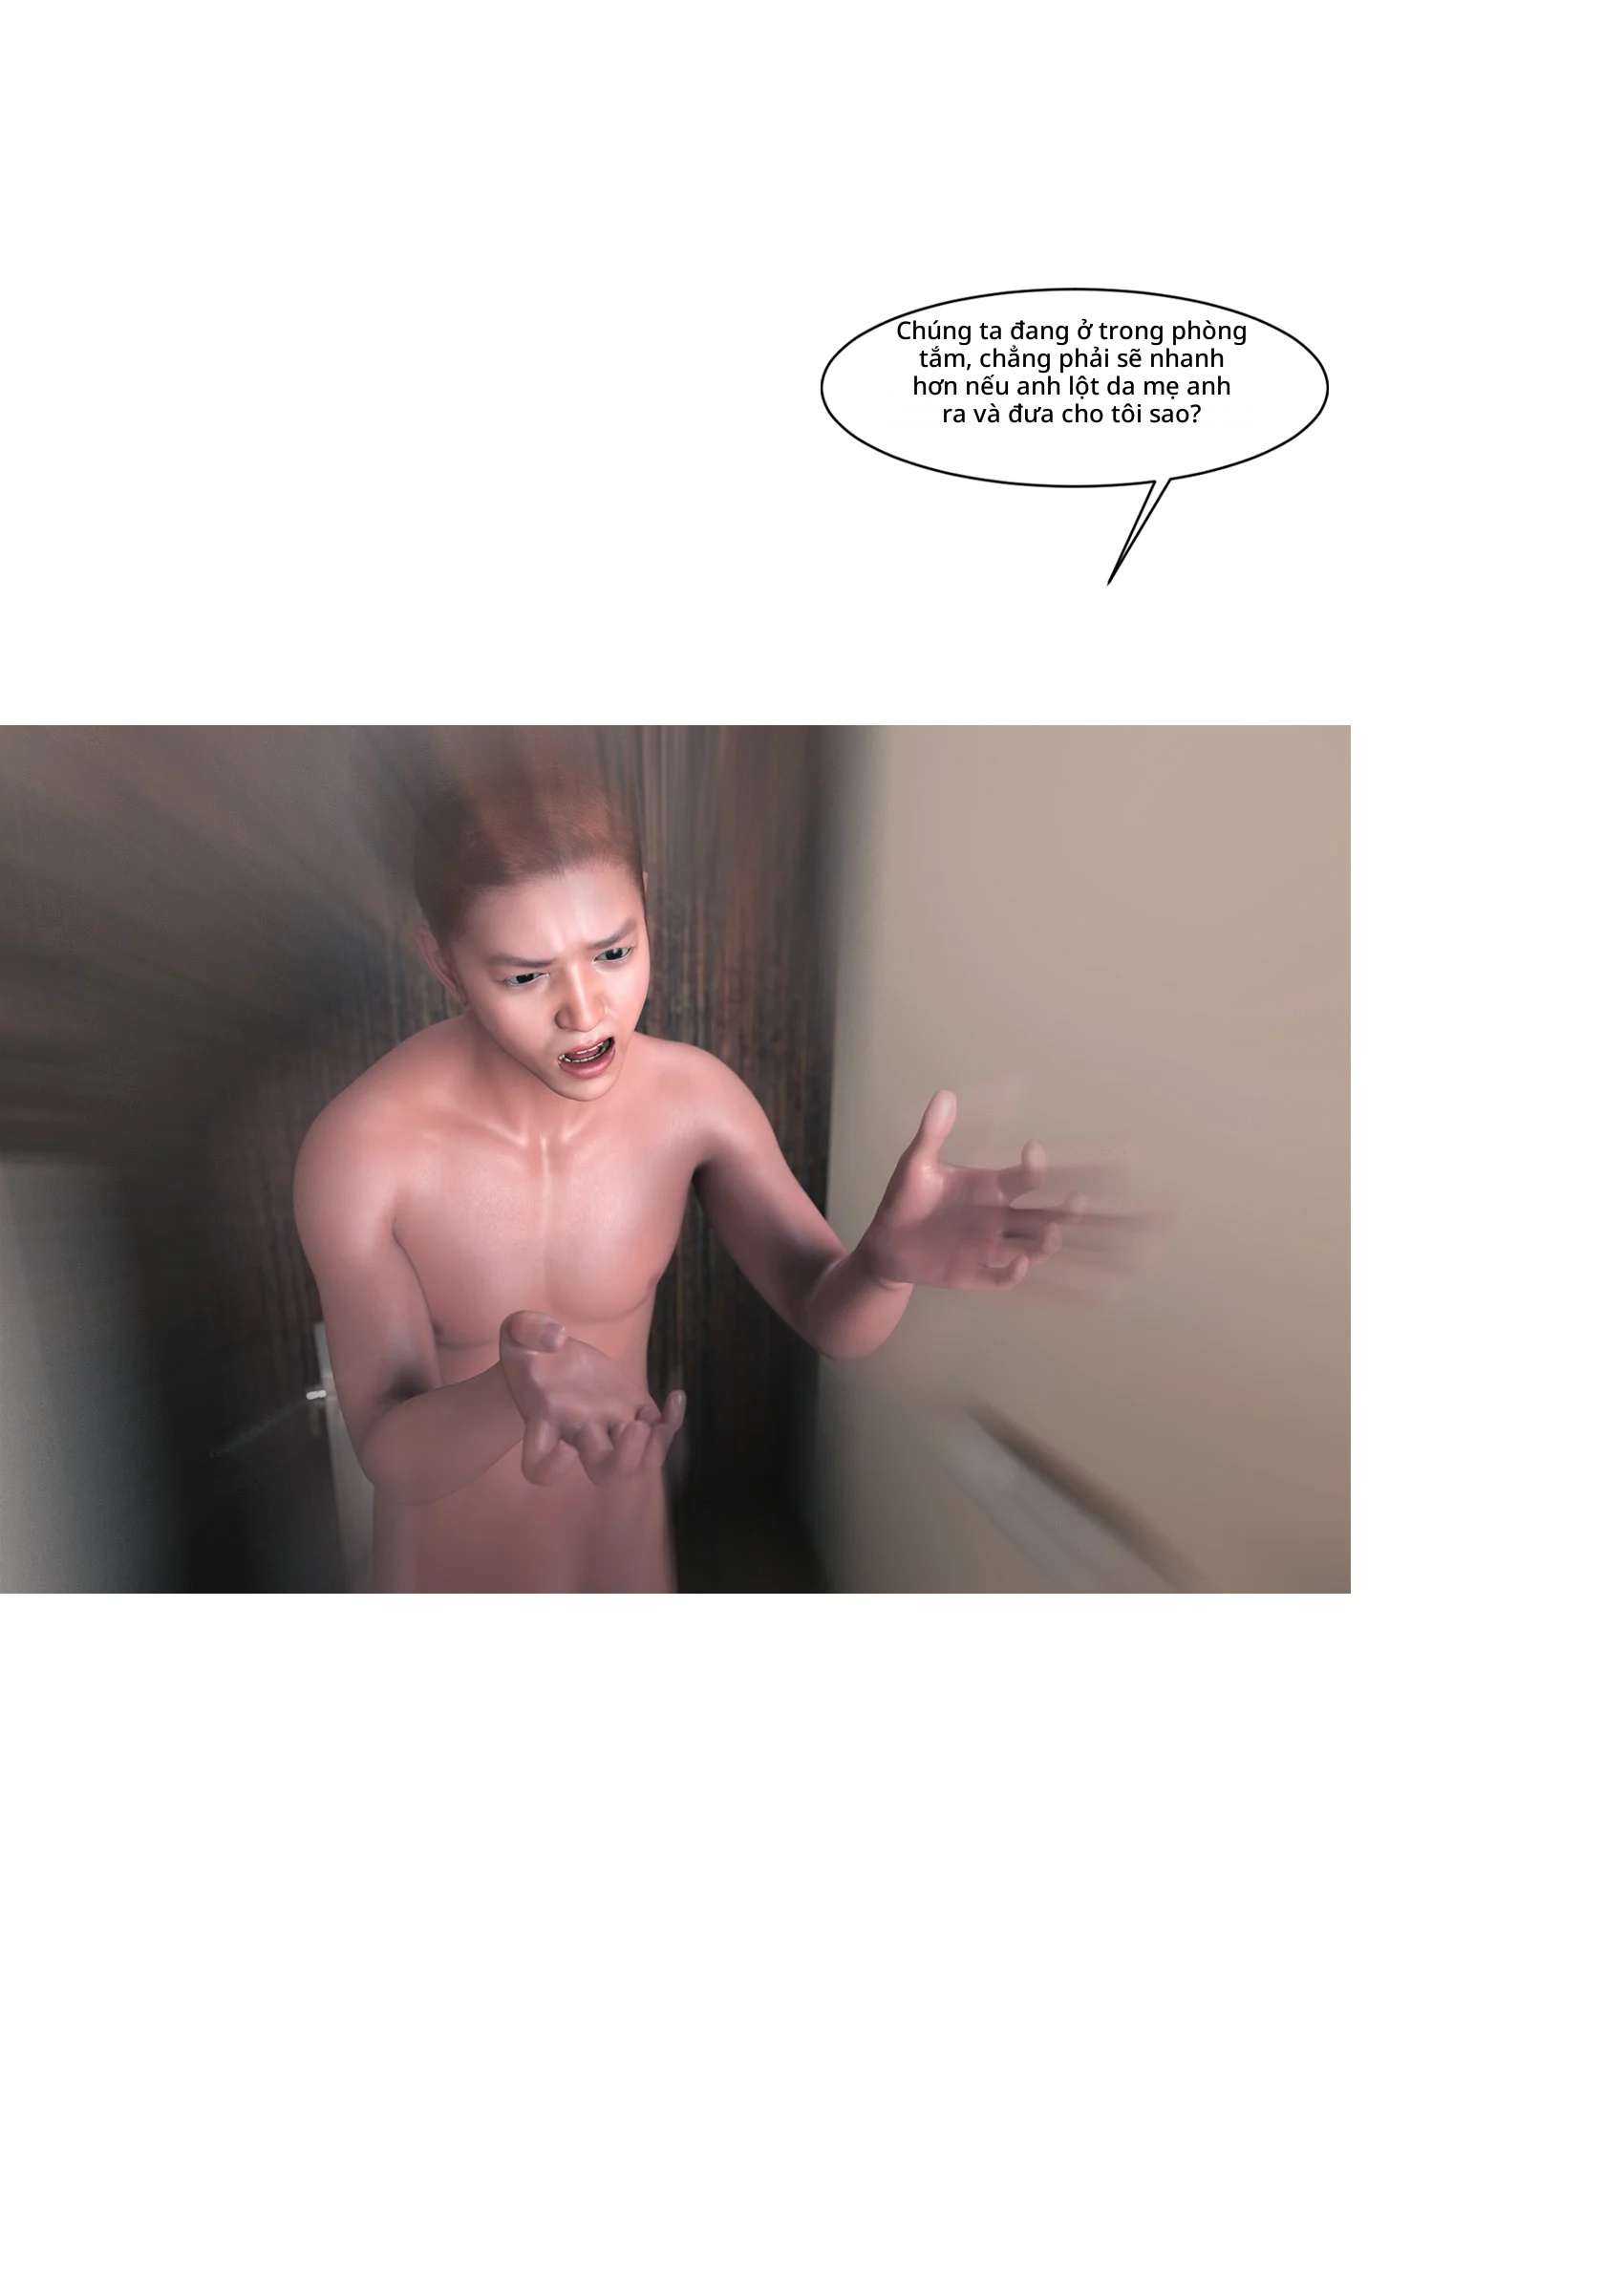 Chúng ta đang ở trong phòng
tắm, chẳng phải sẽ nhanh
hơn nếu anh lột da mẹ anh
ra và đưa cho tôi sao?